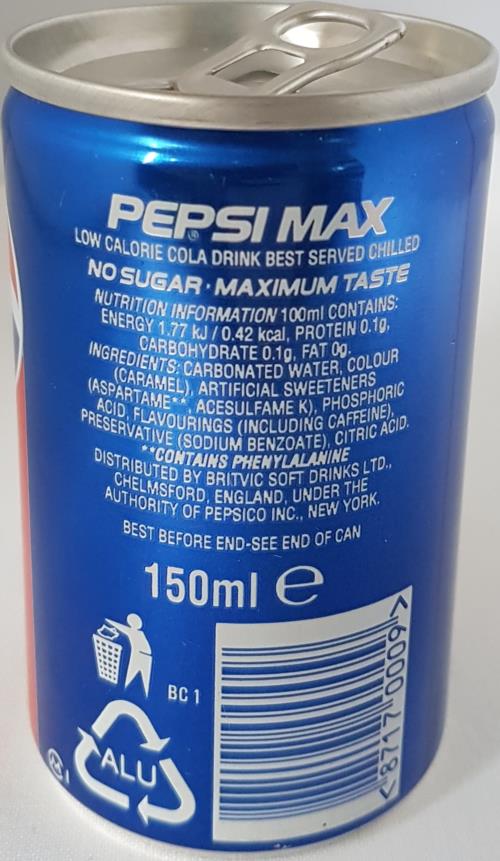 PEPSI MAX
LOW CALORIE COLA DRINK BEST SERVED CHILLED
NO SUGAR · MAXIMUM TASTE
NUTRITION INFORMATION 100ml CONTAINS:
ENERGY 1.77 kJ / 0.42 kcal, PROTEIN 0.1g,
CARBOHYDRATE 0.1g, FAT 0g.
INGREDIENTS: CARBONATED WATER, COLOUR
(CARAMEL), ARTIFICIAL SWEETENERS
(ASPARTAME**, ACESULFAME K), PHOSPHORIC
ACID, FLAVOURINGS (INCLUDING CAFFEINE),
PRESERVATIVE (SODIUM BENZOATE), CITRIC ACID.
**CONTAINS PHENYLALANINE
DISTRIBUTED BY BRITVIC SOFT DRINKS LTD.,
CHELMSFORD, ENGLAND, UNDER THE
AUTHORITY OF PEPSICO INC., NEW YORK.
BEST BEFORE END-SEE END OF CAN
150ml e
BC 1
ALU
M 1
<8717 0009>